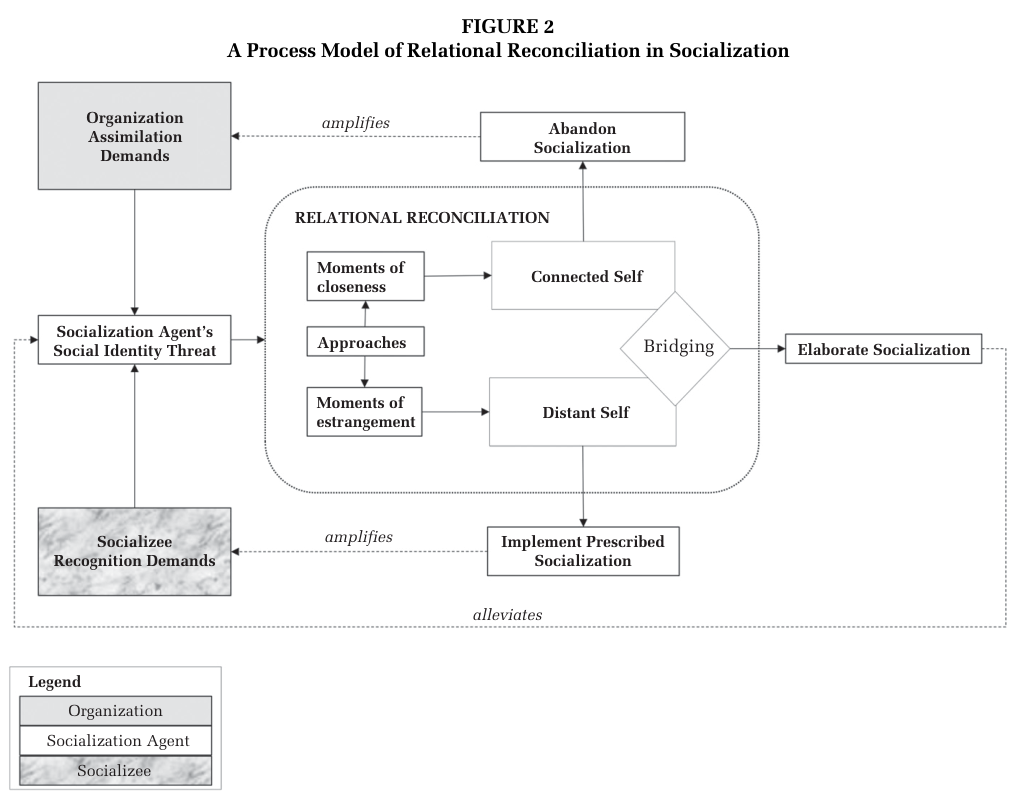 FIGURE 2
A Process Model of Relational Reconciliation in Socialization
Organization
Assimilation
Demands
amplifies
Abandon
Socialization
RELATIONAL RECONCILIATION
Moments of
closeness
Connected Self
Approaches
Socialization Agent's
Social Identity Threat
Bridging
Elaborate Socialization
Moments of
estrangement
Distant Self
Socializee
Recognition Demands
amplifies
Implement Prescribed
Socialization
alleviates
Legend
Organization
Socialization Agent
Socializee